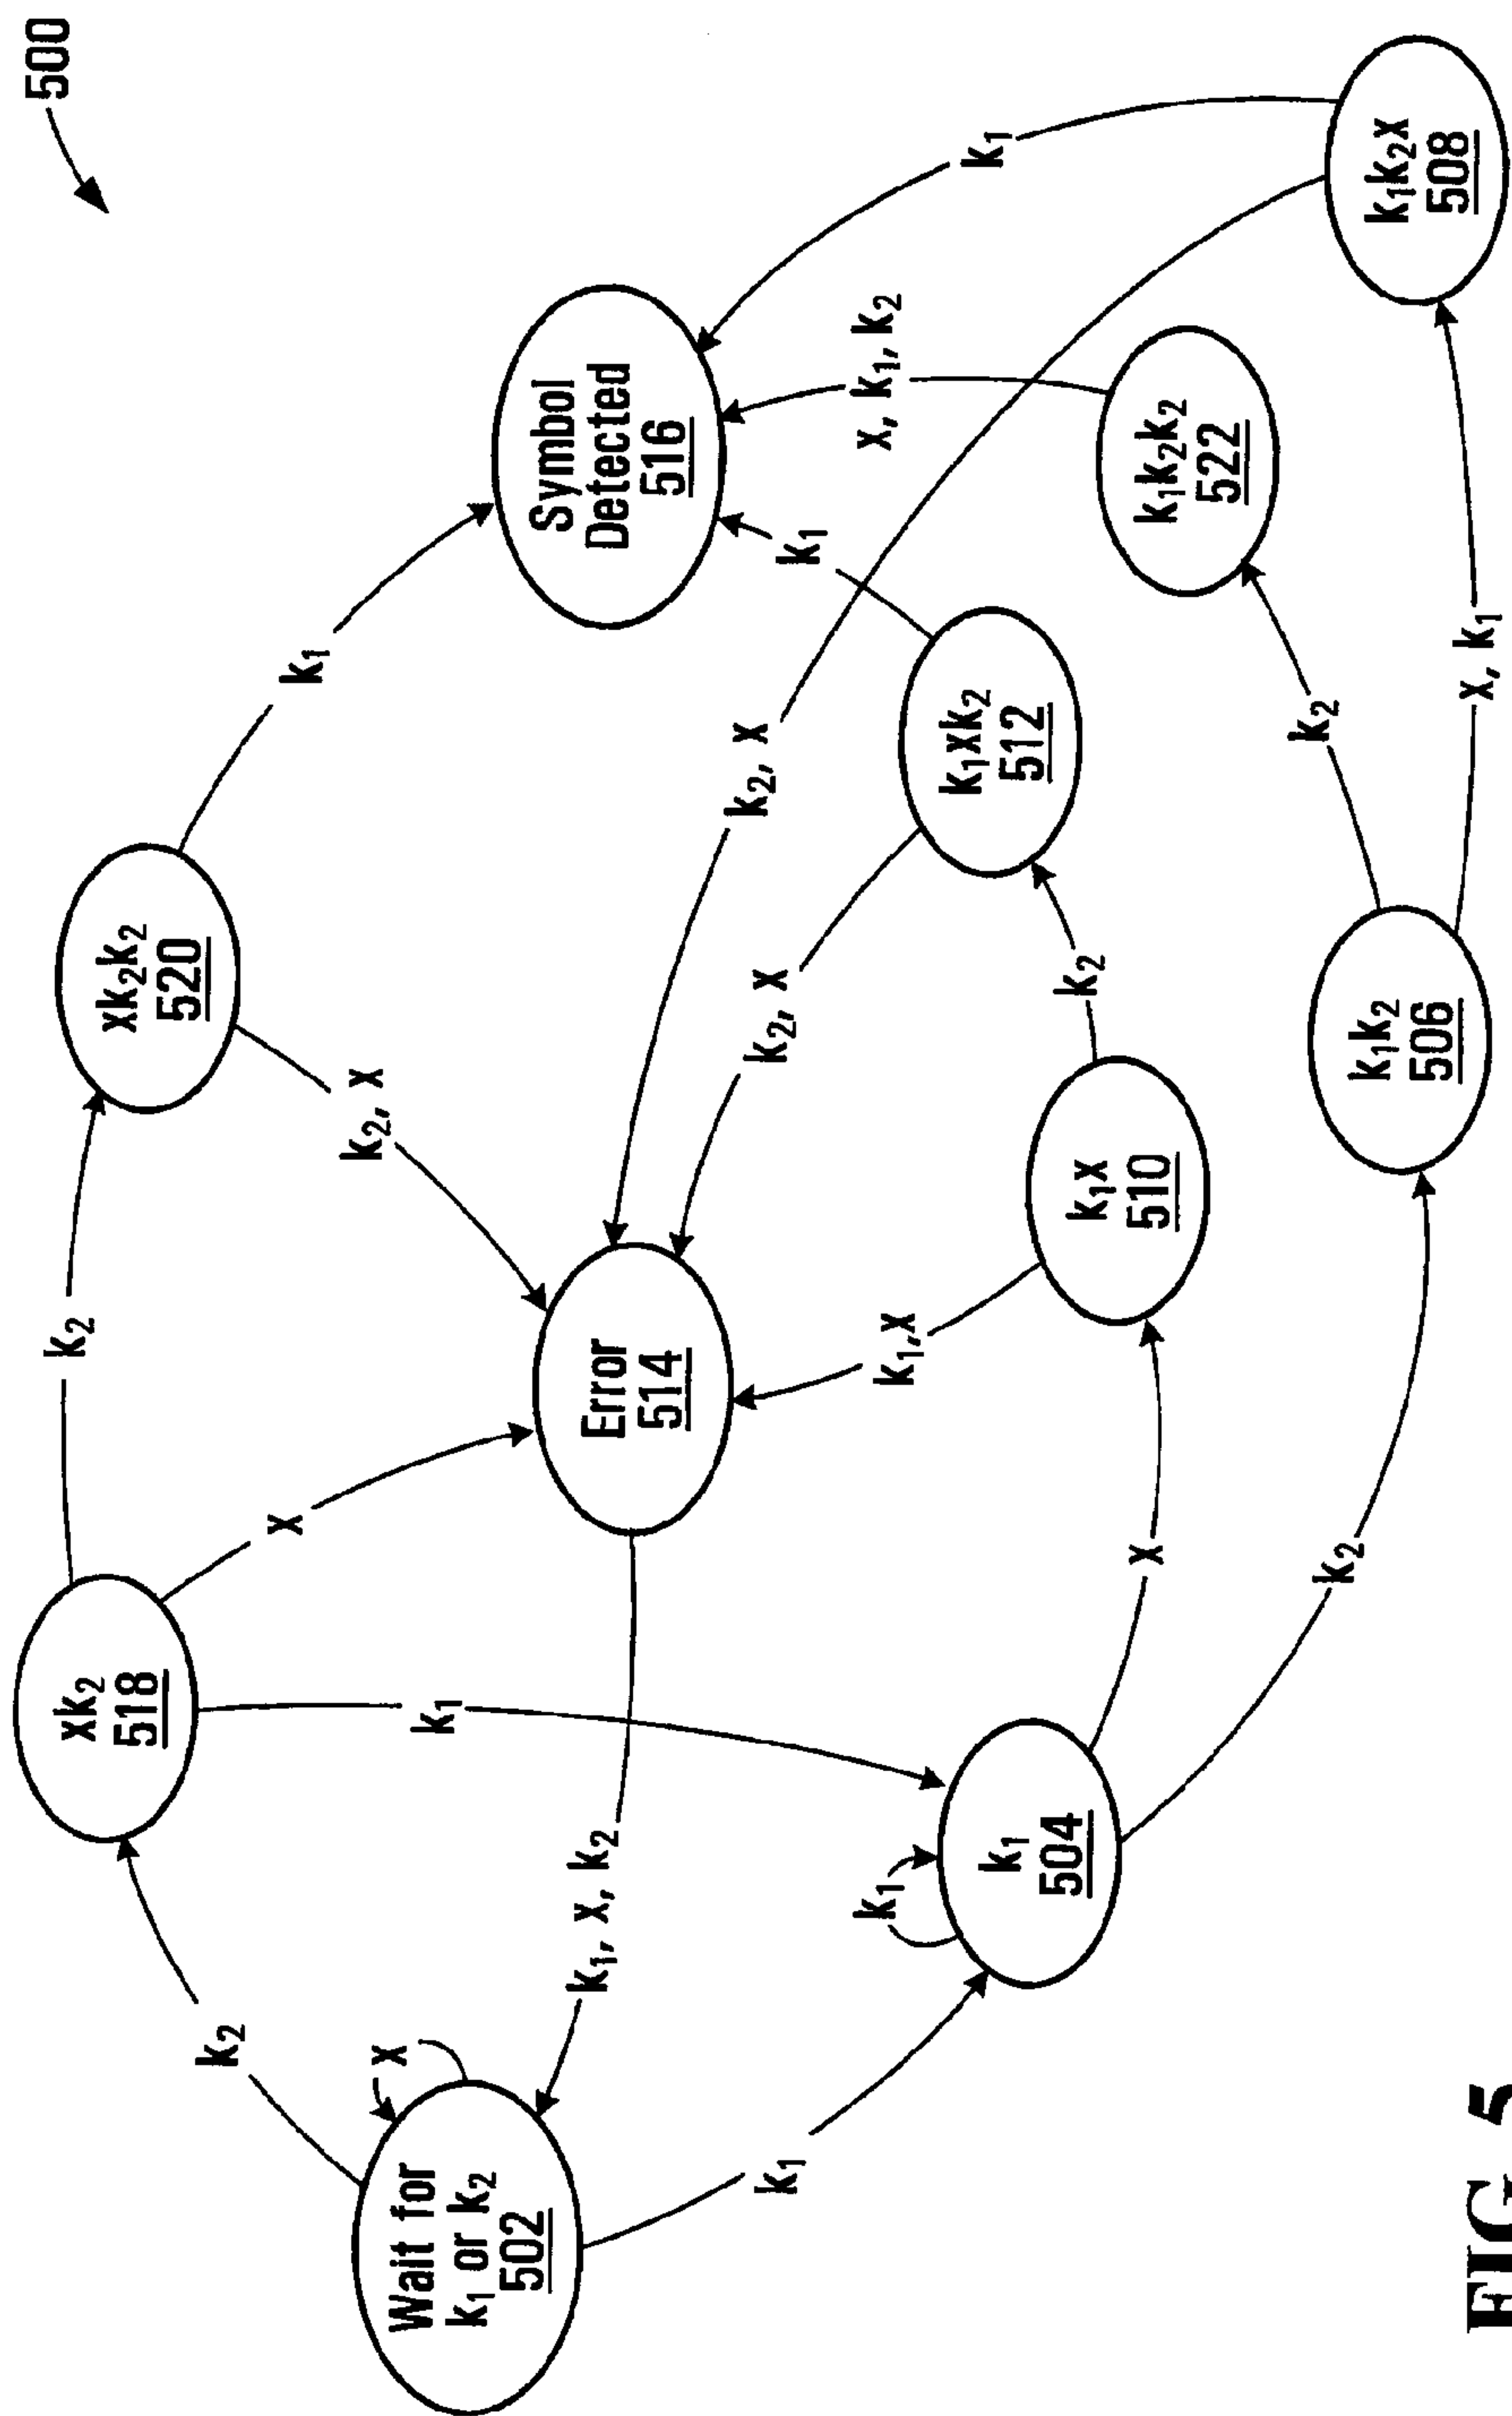 500
xk₂
518
k₂
xk₂k₂
520
k₁
Symbol
Detected
516
k₂
x
k₂, x
k₁
Wait for
k₁ or k₂
502
x
k₁, x, k₂
Error
514
k₂, x
k₂, x
k₁
x, k₁, k₂
k₁
k₁
k₁
k₁
504
k₁,x
k₁x
510
k₂
k₁xk₂
512
k₁k₂k₂
522
x
k₂
k₁k₂
506
k₂
x, k₁
k₁k₂x
508
FIG. 5